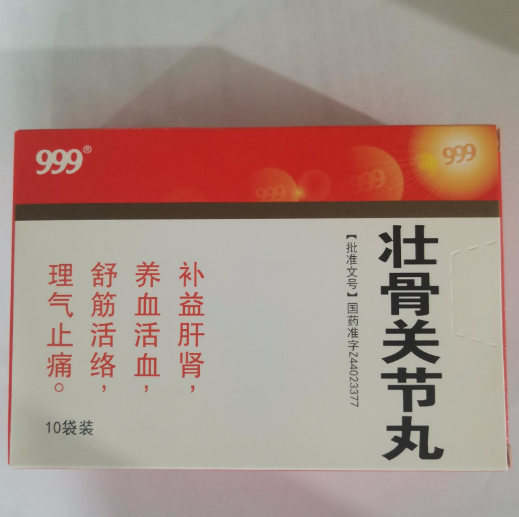 999®
999
999
999
壮骨关节丸
【批准文号】国药准字Z44023377
补益肝肾，
养血活血，
舒筋活络，
理气止痛。
10袋装